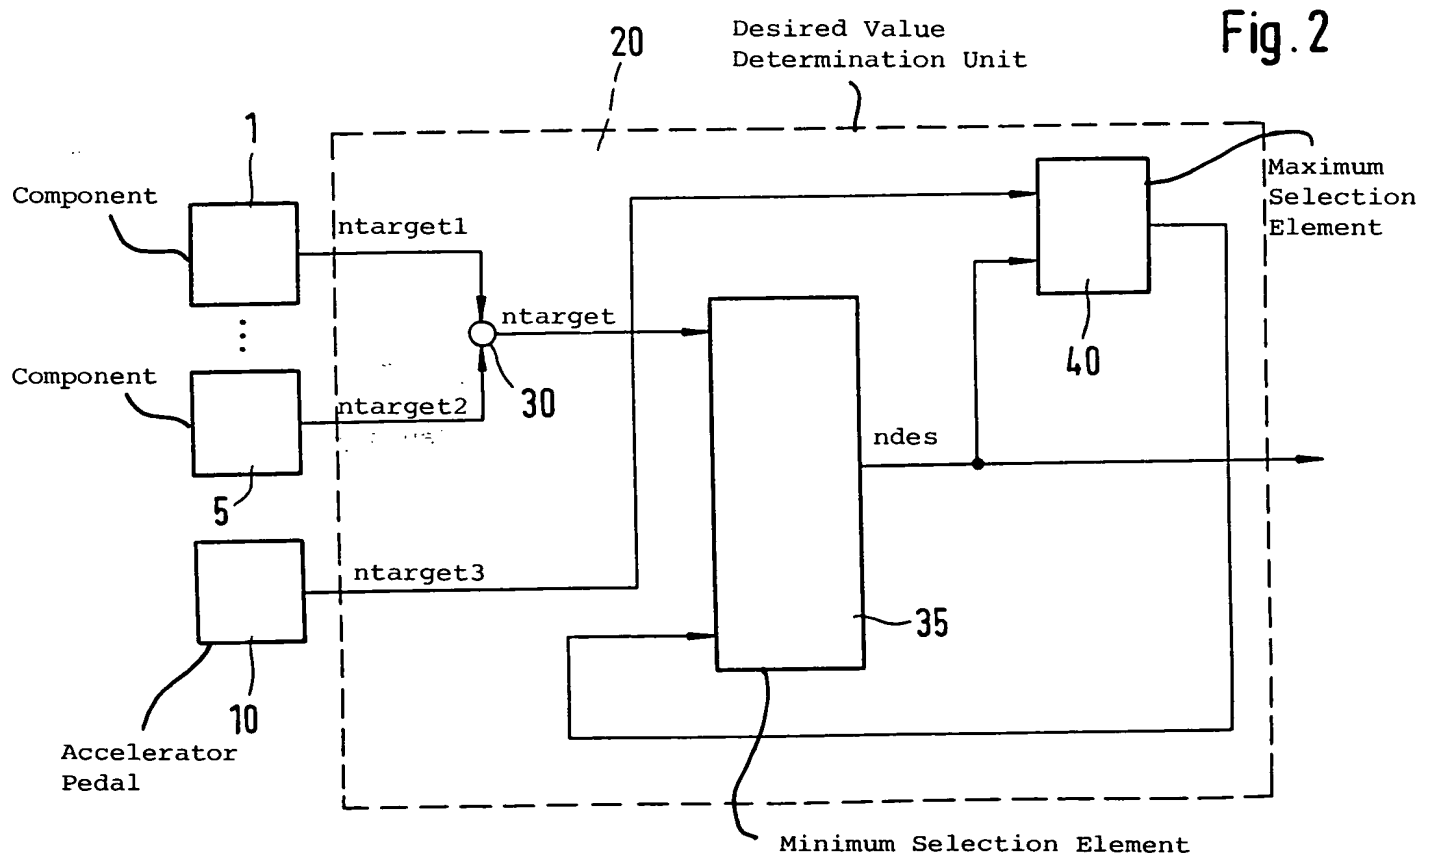 Fig. 2
20
Desired Value
Determination Unit
1
Component
Maximum
Selection
Element
ntarget1
ntarget
30
40
Component
ntarget2
ndes
5
ntarget3
35
10
Accelerator
Pedal
Minimum Selection Element